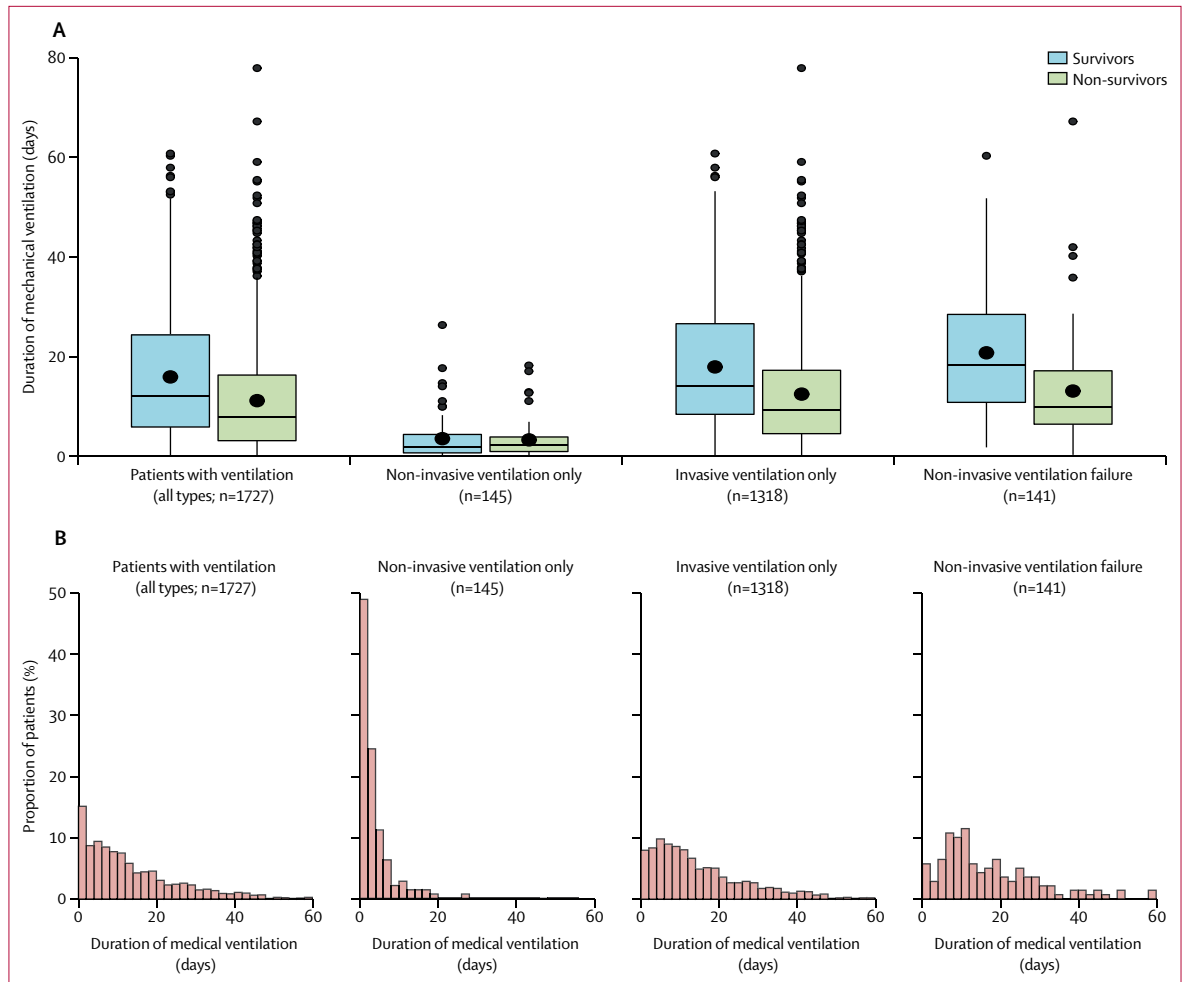 A
80
60
40
20
0
Duration of mechanical ventilation (days)
Survivors
Non-survivors
Patients with ventilation
(all types; n=1727)
Non-invasive ventilation only
(n=145)
Invasive ventilation only
(n=1318)
Non-invasive ventilation failure
(n=141)
B
Patients with ventilation
(all types; n=1727)
Non-invasive ventilation only
(n=145)
Invasive ventilation only
(n=1318)
Non-invasive ventilation failure
(n=141)
50
40
30
20
10
0
Proportion of patients (%)
0 20 40 60
Duration of medical ventilation
(days)
0 20 40 60
Duration of medical ventilation
(days)
0 20 40 60
Duration of medical ventilation
(days)
0 20 40 60
Duration of medical ventilation
(days)